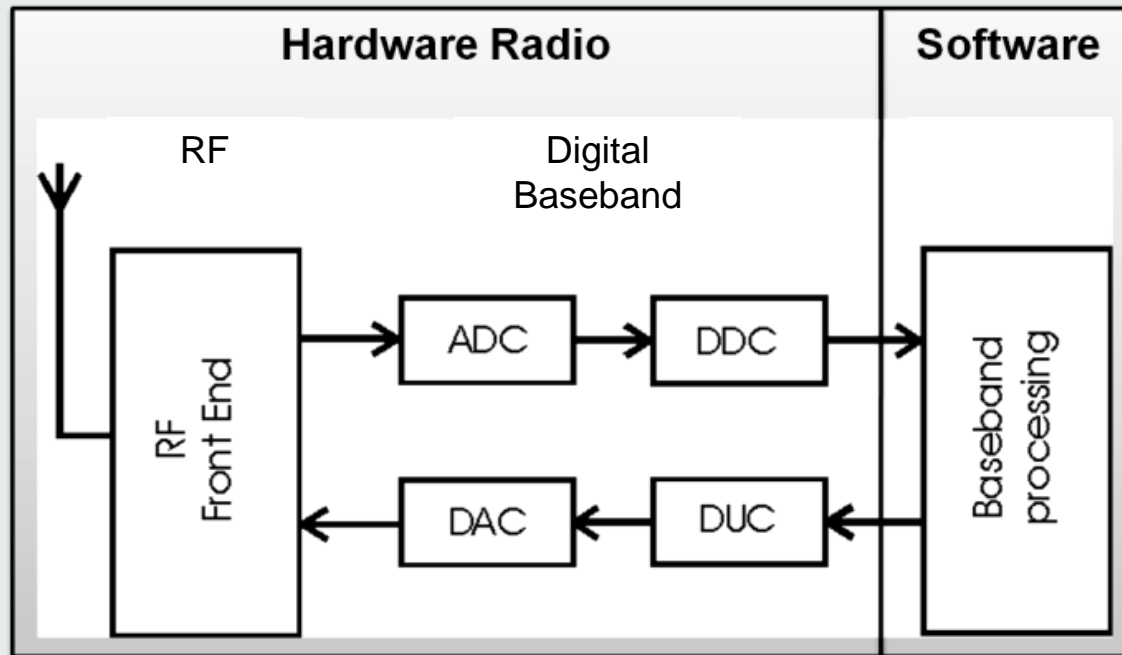 Hardware Radio
Software
RF
Digital
Baseband
RF
Front End
ADC
DDC
DAC
DUC
Baseband
processing